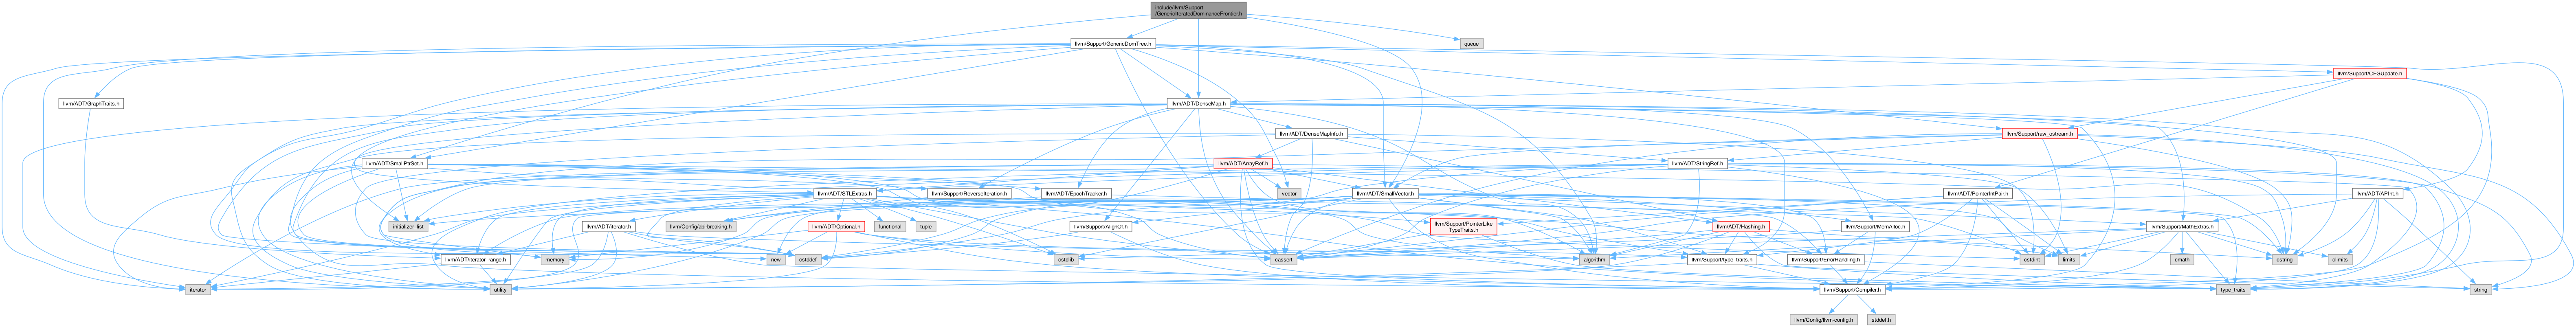 include/llvm/Support
/GenericIteratedDominanceFrontier.h
llvm/Support/GenericDomTree.h
queue
llvm/Support/CFGUpdate.h
llvm/ADT/GraphTraits.h
llvm/ADT/DenseMap.h
llvm/ADT/DenseMapInfo.h
llvm/Support/raw_ostream.h
llvm/ADT/SmallPtrSet.h
llvm/ADT/ArrayRef.h
llvm/ADT/StringRef.h
llvm/ADT/STLExtras.h
llvm/Support/ReverseIteration.h
llvm/ADT/EpochTracker.h
vector
llvm/ADT/SmallVector.h
llvm/ADT/PointerIntPair.h
llvm/ADT/APInt.h
initializer_list
llvm/ADT/iterator.h
llvm/Config/abi-breaking.h
llvm/ADT/Optional.h
functional
tuple
llvm/Support/AlignOf.h
llvm/Support/PointerLike
TypeTraits.h
llvm/ADT/Hashing.h
llvm/Support/MemAlloc.h
llvm/Support/MathExtras.h
llvm/ADT/iterator_range.h
memory
new
cstddef
cstdlib
cassert
algorithm
llvm/Support/type_traits.h
llvm/Support/ErrorHandling.h
cstdint
limits
cmath
cstring
climits
iterator
utility
llvm/Support/Compiler.h
type_traits
string
llvm/Config/llvm-config.h
stddef.h